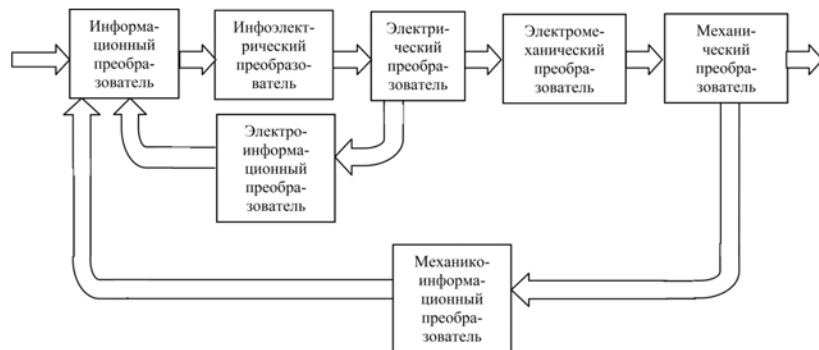 Информа-
ционный
преобра-
зователь
Инфоэлект-
рический
преобразо-
ватель
Электри-
ческий
преобра-
зователь
Электроме-
ханический
преобра-
зователь
Механи-
ческий
преобра-
зователь
Электро-
информа-
ционный
преобра-
зователь
Механико-
информа-
ционный
преобра-
зователь